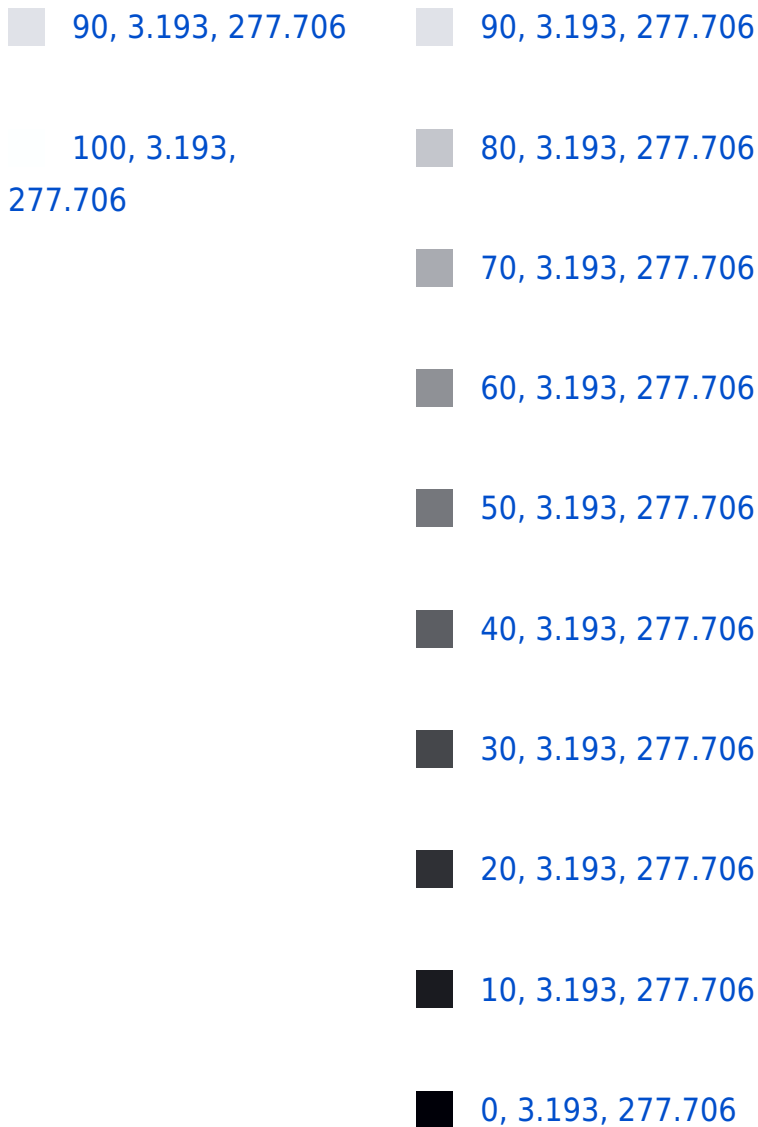 90, 3.193, 277.706
100, 3.193,
277.706
90, 3.193, 277.706
80, 3.193, 277.706
70, 3.193, 277.706
60, 3.193, 277.706
50, 3.193, 277.706
40, 3.193, 277.706
30, 3.193, 277.706
20, 3.193, 277.706
10, 3.193, 277.706
0, 3.193, 277.706